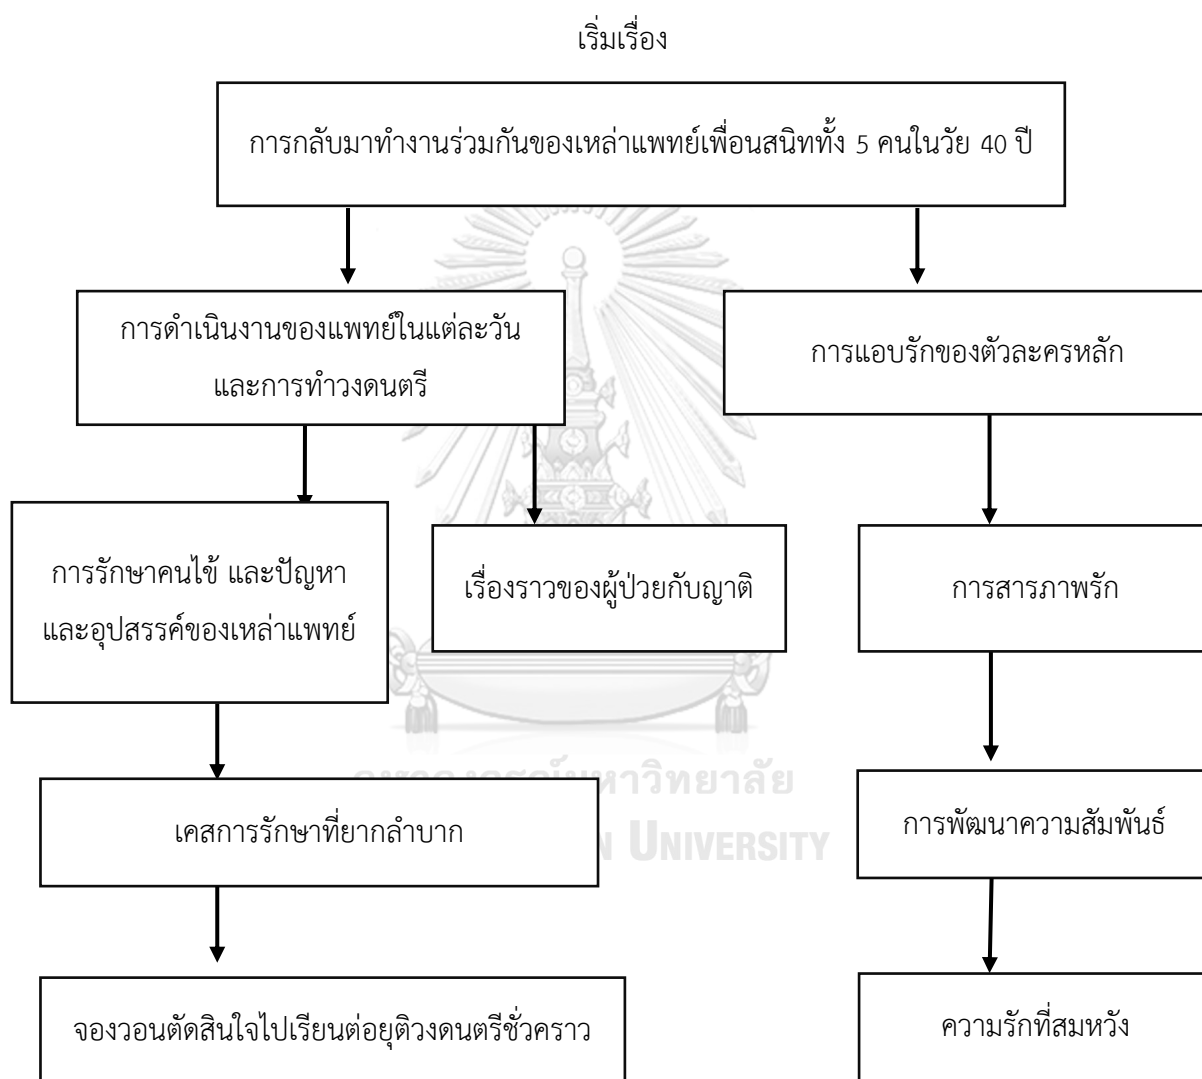 เริ่มเรื่อง
การกลับมาทำงานร่วมกันของเหล่าแพทย์เพื่อนสนิททั้ง 5 คนในวัย 40 ปี
การดำเนินงานของแพทย์ในแต่ละวัน
และการทำวงดนตรี
การแอบรักของตัวละครหลัก
การรักษาคนไข้ และปัญหา
และอุปสรรค์ของเหล่าแพทย์
เรื่องราวของผู้ป่วยกับญาติ
การสารภาพรัก
หาวิทยาลัย
เคสการรักษาที่ยากลำบาก
UNIVERSITY
การพัฒนาความสัมพันธ์
จองวอนตัดสินใจไปเรียนต่อยุติวงดนตรีชั่วคราว
ความรักที่สมหวัง